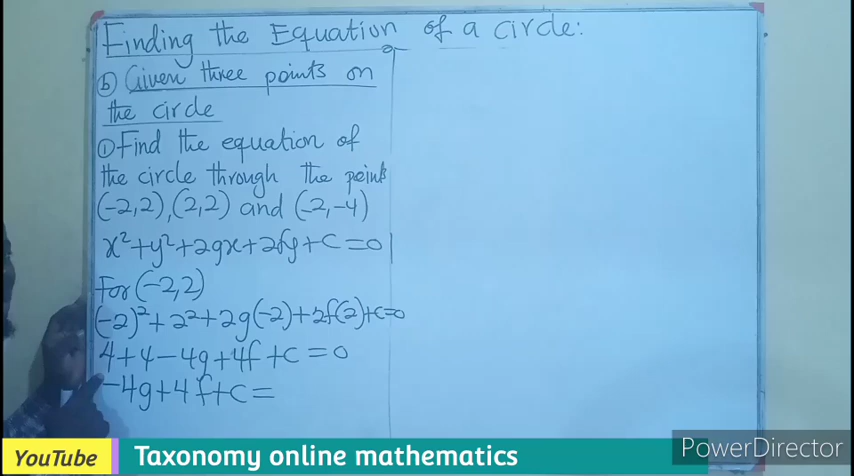 Finding the Equation of a circle:
ⓑ Given three points on
the circle
① Find the equation of
the circle through the points
(-2,2),(2,2) and (-2,-4)
x²+y²+2gx+2fy+c=0
For (-2,2)
(-2)²+2²+2g(-2)+2f(2)+c=0
4+4-4g+4f+c=0
-4g+4f+c=
YouTube Taxonomy online mathematics
PowerDirector